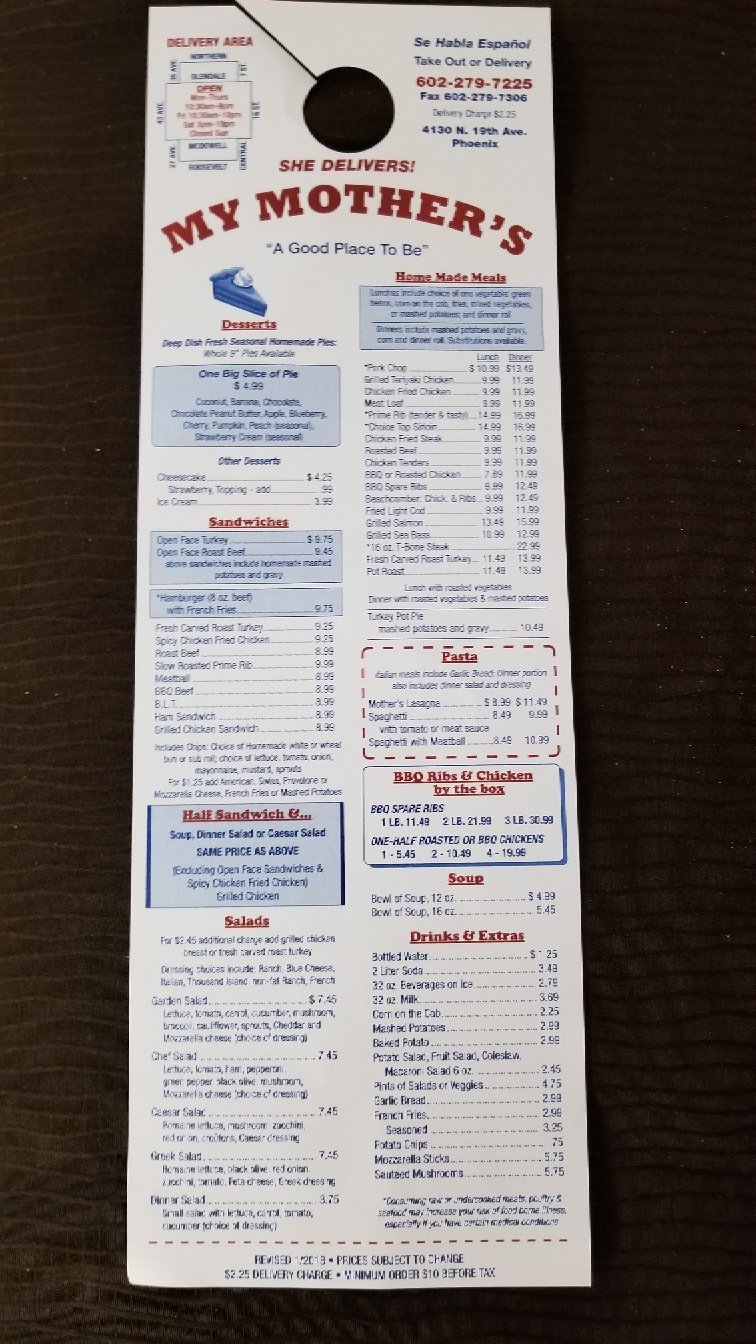 DELIVERY AREA
NORTHERN
35 AVE.
GLENDALE
7 ST.
43 AVE.
OPEN
Mon-Thurs
10:30am-9pm
Fri 10:30am-10pm
Sat 3pm-10pm
Closed Sun
16 ST.
27 AVE.
MCDOWELL
CENTRAL
ROOSEVELT
Se Habla Español
Take Out or Delivery
602-279-7225
Fax 602-279-7306
Delivery Charge $2.25
4130 N. 19th Ave.
Phoenix
SHE DELIVERS!
MY MOTHER'S
"A Good Place To Be"
Desserts
Deep Dish Fresh Seasonal Homemade Pies:
Whole 9" Pies Available
One Big Slice of Pie
$ 4.99
Coconut, Banana, Chocolate,
Chocolate Peanut Butter, Apple, Blueberry,
Cherry, Pumpkin, Peach (seasonal),
Strawberry Cream (seasonal)
Other Desserts
Cheesecake $ 4.25
Strawberry, Topping - add .99
Ice Cream 3.99
Sandwiches
Open Face Turkey $ 9.75
Open Face Roast Beef 9.45
above sandwiches include homemade mashed
potatoes and gravy
*Hamburger (8 oz. beef)
with French Fries 9.75
Fresh Carved Roast Turkey 9.25
Spicy Chicken Fried Chicken 9.25
Roast Beef 8.99
Slow Roasted Prime Rib 9.99
Meatball 8.99
BBQ Beef 8.99
B.L.T. 8.99
Ham Sandwich 8.99
Grilled Chicken Sandwich 8.99
Includes Chips: Choice of Homemade white or wheat
bun or sub roll; choice of lettuce, tomato, onion,
mayonnaise, mustard, sprouts
For $1.25 add American, Swiss, Provolone or
Mozzarella Cheese, French Fries or Mashed Potatoes
Half Sandwich &...
Soup, Dinner Salad or Caesar Salad
SAME PRICE AS ABOVE
(Excluding Open Face Sandwiches &
Spicy Chicken Fried Chicken)
Grilled Chicken
Salads
For $2.45 additional charge add grilled chicken
breast or fresh carved roast turkey
Dressing choices include: Ranch, Blue Cheese,
Italian, Thousand Island, non-fat Ranch, French
Garden Salad $ 7.45
Lettuce, tomato, carrot, cucumber, mushroom,
broccoli, cauliflower, sprouts, Cheddar and
Mozzarella cheese (choice of dressing)
Chef Salad 7.45
Lettuce, tomato, ham, pepperoni,
green pepper, black olive, mushroom,
Mozzarella cheese (choice of dressing)
Caesar Salad 7.45
Romaine lettuce, mushroom, zucchini,
red onion, croutons, Caesar dressing
Greek Salad 7.45
Romaine lettuce, black olive, red onion,
zucchini, tomato, Feta cheese, Greek dressing
Dinner Salad 3.75
Small salad with lettuce, carrot, tomato,
cucumber (choice of dressing)
Home Made Meals
Lunches include choice of one vegetable: green
beans, corn on the cob, fries, mixed vegetables,
or mashed potatoes; and dinner roll.
Dinners include mashed potatoes and gravy,
corn and dinner roll. Substitutions available.
Lunch Dinner
*Pork Chop $ 10.99 $13.49
Grilled Teriyaki Chicken 9.99 11.99
Chicken Fried Chicken 9.99 11.99
Meat Loaf 9.99 11.99
*Prime Rib (tender & tasty) 14.99 16.99
*Choice Top Sirloin 14.99 16.99
Chicken Fried Steak 9.99 11.99
Roasted Beef 9.99 11.99
Chicken Tenders 9.99 11.99
BBQ or Roasted Chicken 7.89 11.99
BBQ Spare Ribs 8.99 12.49
Beachcomber: Chick. & Ribs 9.99 12.49
Fried Light Cod 9.99 11.99
Grilled Salmon 13.49 15.99
Grilled Sea Bass 10.99 12.99
*16 oz. T-Bone Steak 22.99
Fresh Carved Roast Turkey 11.49 13.99
Pot Roast 11.49 13.99
Lunch with roasted vegetables
Dinner with roasted vegetables & mashed potatoes
Turkey Pot Pie
mashed potatoes and gravy 10.49
Pasta
Italian meals include Garlic Bread; Dinner portion
also includes dinner salad and dressing
Mother's Lasagna $ 8.99 $ 11.49
Spaghetti 8.49 9.99
with tomato or meat sauce
Spaghetti with Meatball 8.49 10.99
BBQ Ribs & Chicken
by the box
BBQ SPARE RIBS
1 LB. 11.49 2 LB. 21.99 3 LB. 30.99
ONE-HALF ROASTED OR BBQ CHICKENS
1 - 5.45 2 - 10.49 4 - 19.99
Soup
Bowl of Soup, 12 oz. $ 4.99
Bowl of Soup, 16 oz. 5.45
Drinks & Extras
Bottled Water $ 1.25
2 Liter Soda 3.49
32 oz. Beverages on Ice 2.79
32 oz. Milk 3.69
Corn on the Cob 2.25
Mashed Potatoes 2.99
Baked Potato 2.99
Potato Salad, Fruit Salad, Coleslaw,
Macaroni Salad 6 oz. 2.45
Pints of Salads or Veggies 4.75
Garlic Bread 2.99
French Fries 2.99
Seasoned 3.25
Potato Chips .75
Mozzarella Sticks 5.75
Sauteed Mushrooms 5.75
*Consuming raw or undercooked meats, poultry &
seafood may increase your risk of food borne illness,
especially if you have certain medical conditions
REVISED 1/2018 • PRICES SUBJECT TO CHANGE
$2.25 DELIVERY CHARGE • MINIMUM ORDER $10 BEFORE TAX